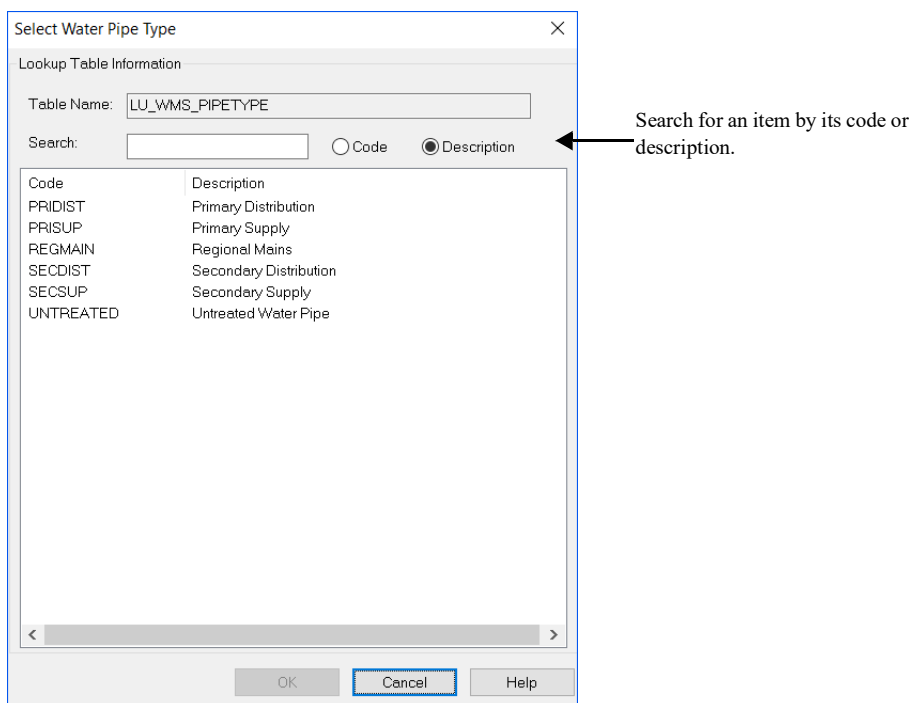 Select Water Pipe Type
Lookup Table Information
Table Name: LU_WMS_PIPETYPE
Search: Code Description
Search for an item by its code or
description.
Code Description
PRIDIST Primary Distribution
PRISUP Primary Supply
REGMAIN Regional Mains
SECDIST Secondary Distribution
SECSUP Secondary Supply
UNTREATED Untreated Water Pipe
OK Cancel Help